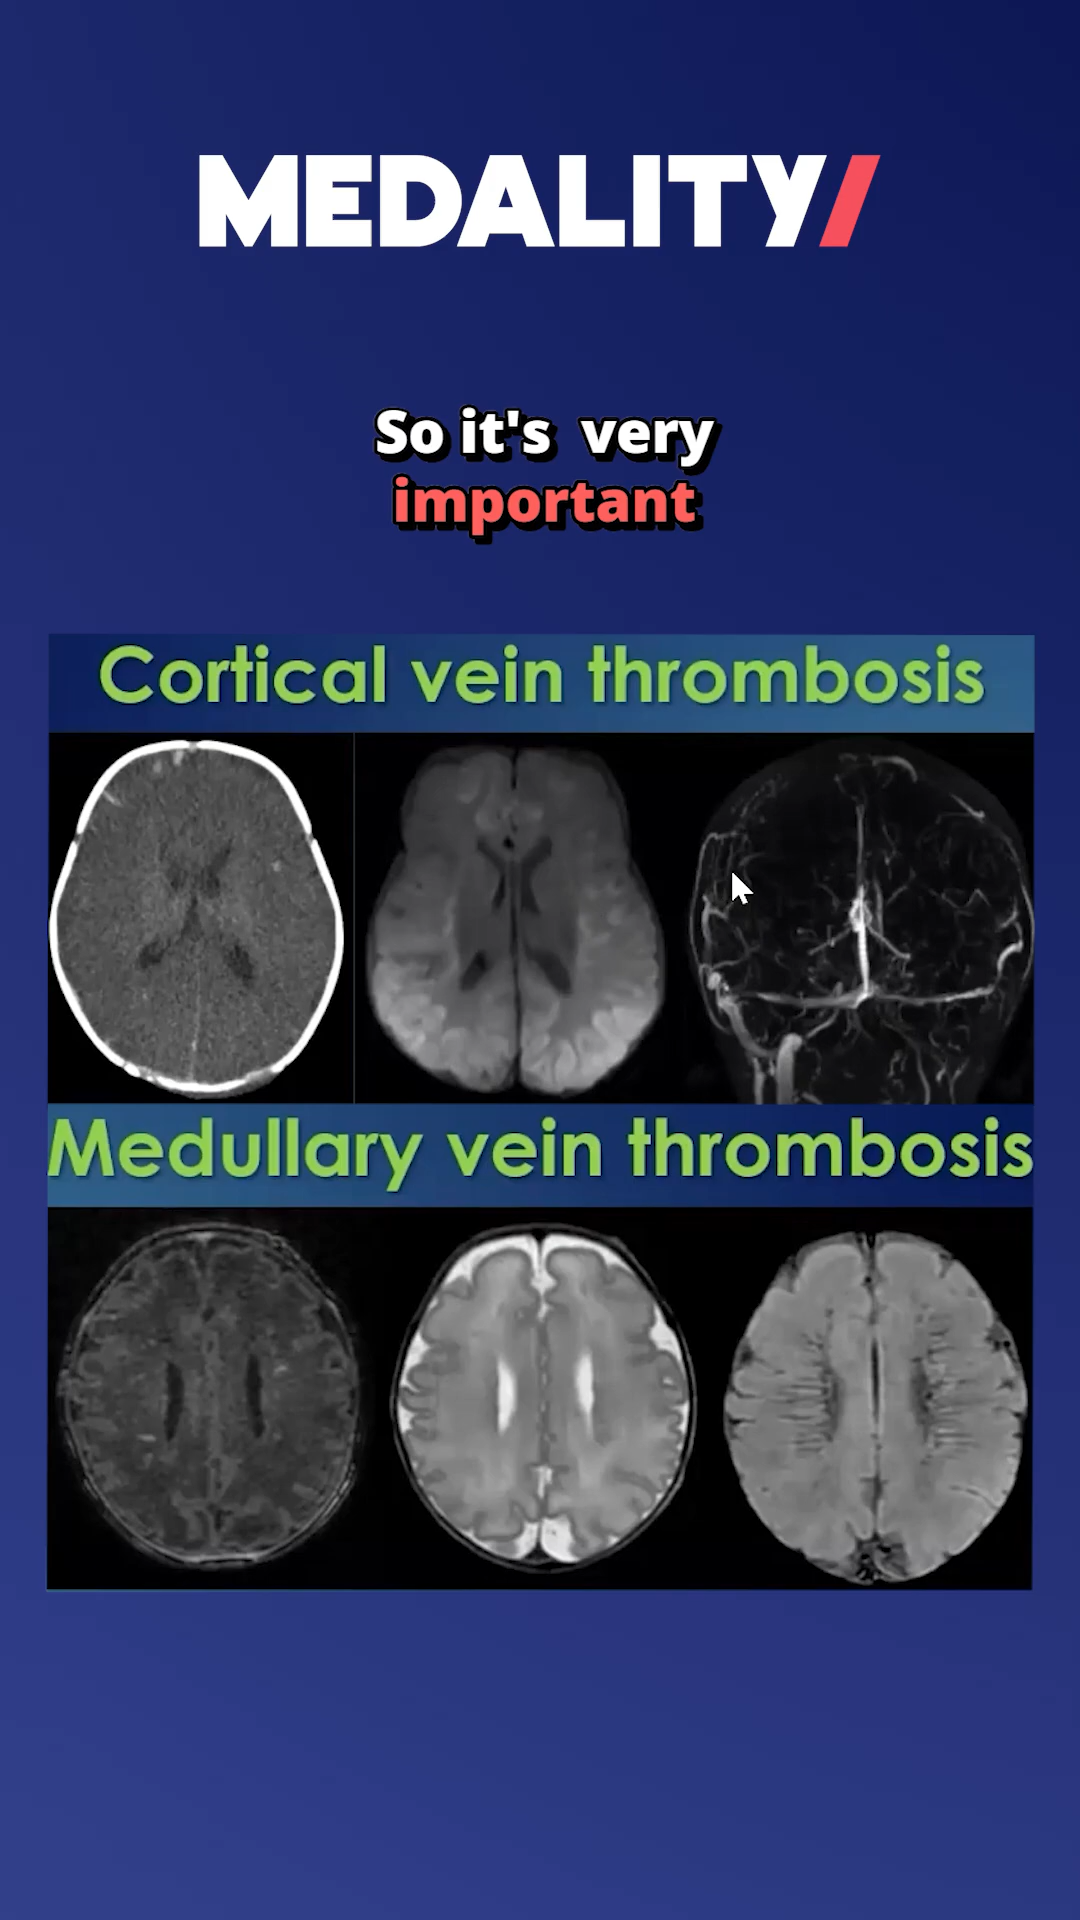 MEDALITY/
So it's very
important
Cortical vein thrombosis
Medullary vein thrombosis